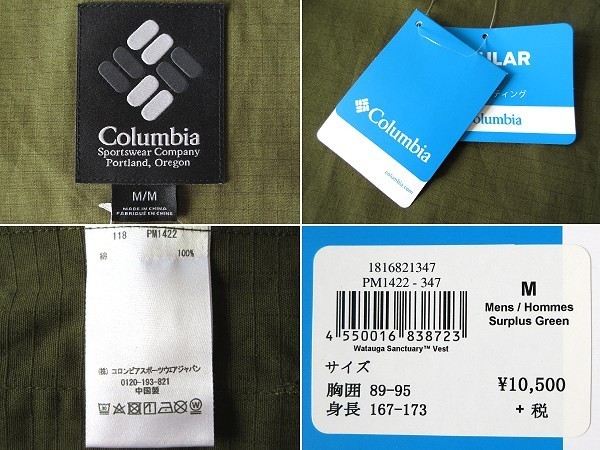 Columbia
Sportswear Company
Portland, Oregon
M/M
MADE IN CHINA
FABRIQUÉ EN CHINE
Columbia
columbia.com
ULAR
ティング
olumbia
118 PM1422
綿 100%
(株) コロンビアスポーツウエアジャパン
0120-193-821
中国製
1816821347
PM1422 - 347
4 550016 838723
Watauga Sanctuary™ Vest
M
Mens / Hommes
Surplus Green
サイズ
胸囲 89-95
身長 167-173
¥10,500
+ 税